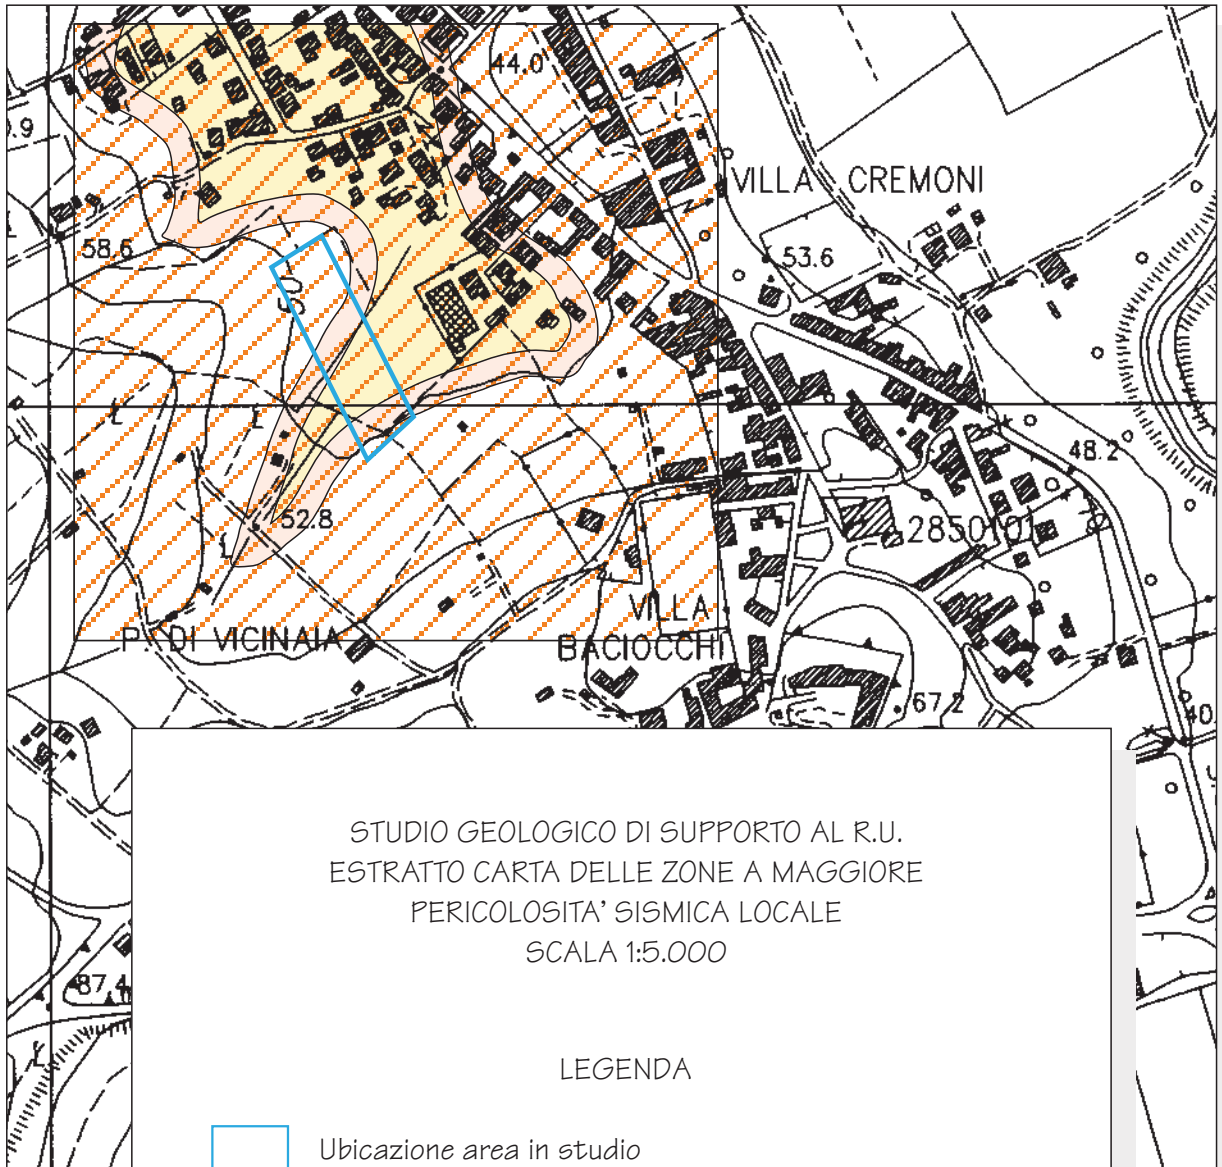 44.0
.9
VILLA CREMONI
58.6
53.6
50
48.2
52.8
285010
VILLA
P. DI VICINAIA
BACIOCCHI
67.2
40.
87.4
STUDIO GEOLOGICO DI SUPPORTO AL R.U.
ESTRATTO CARTA DELLE ZONE A MAGGIORE
PERICOLOSITA' SISMICA LOCALE
SCALA 1:5.000
LEGENDA
Ubicazione area in studio